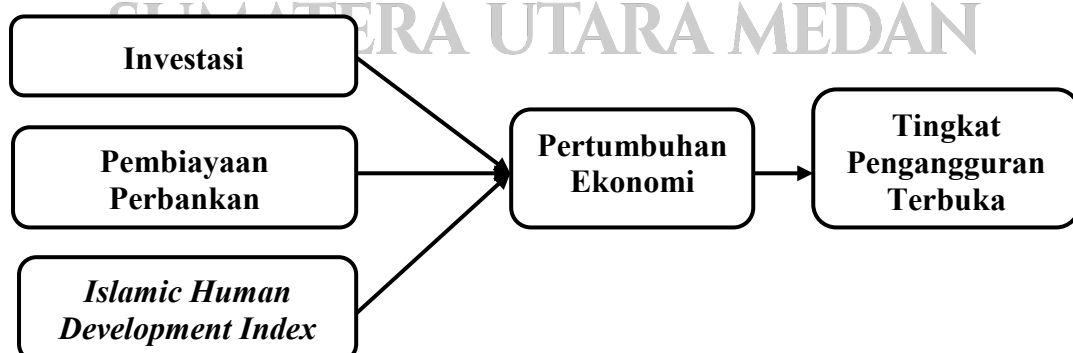 SUMATERA UTARA MEDAN
Investasi
Pembiayaan
Perbankan
Islamic Human
Development Index
Pertumbuhan
Ekonomi
Tingkat
Pengangguran
Terbuka